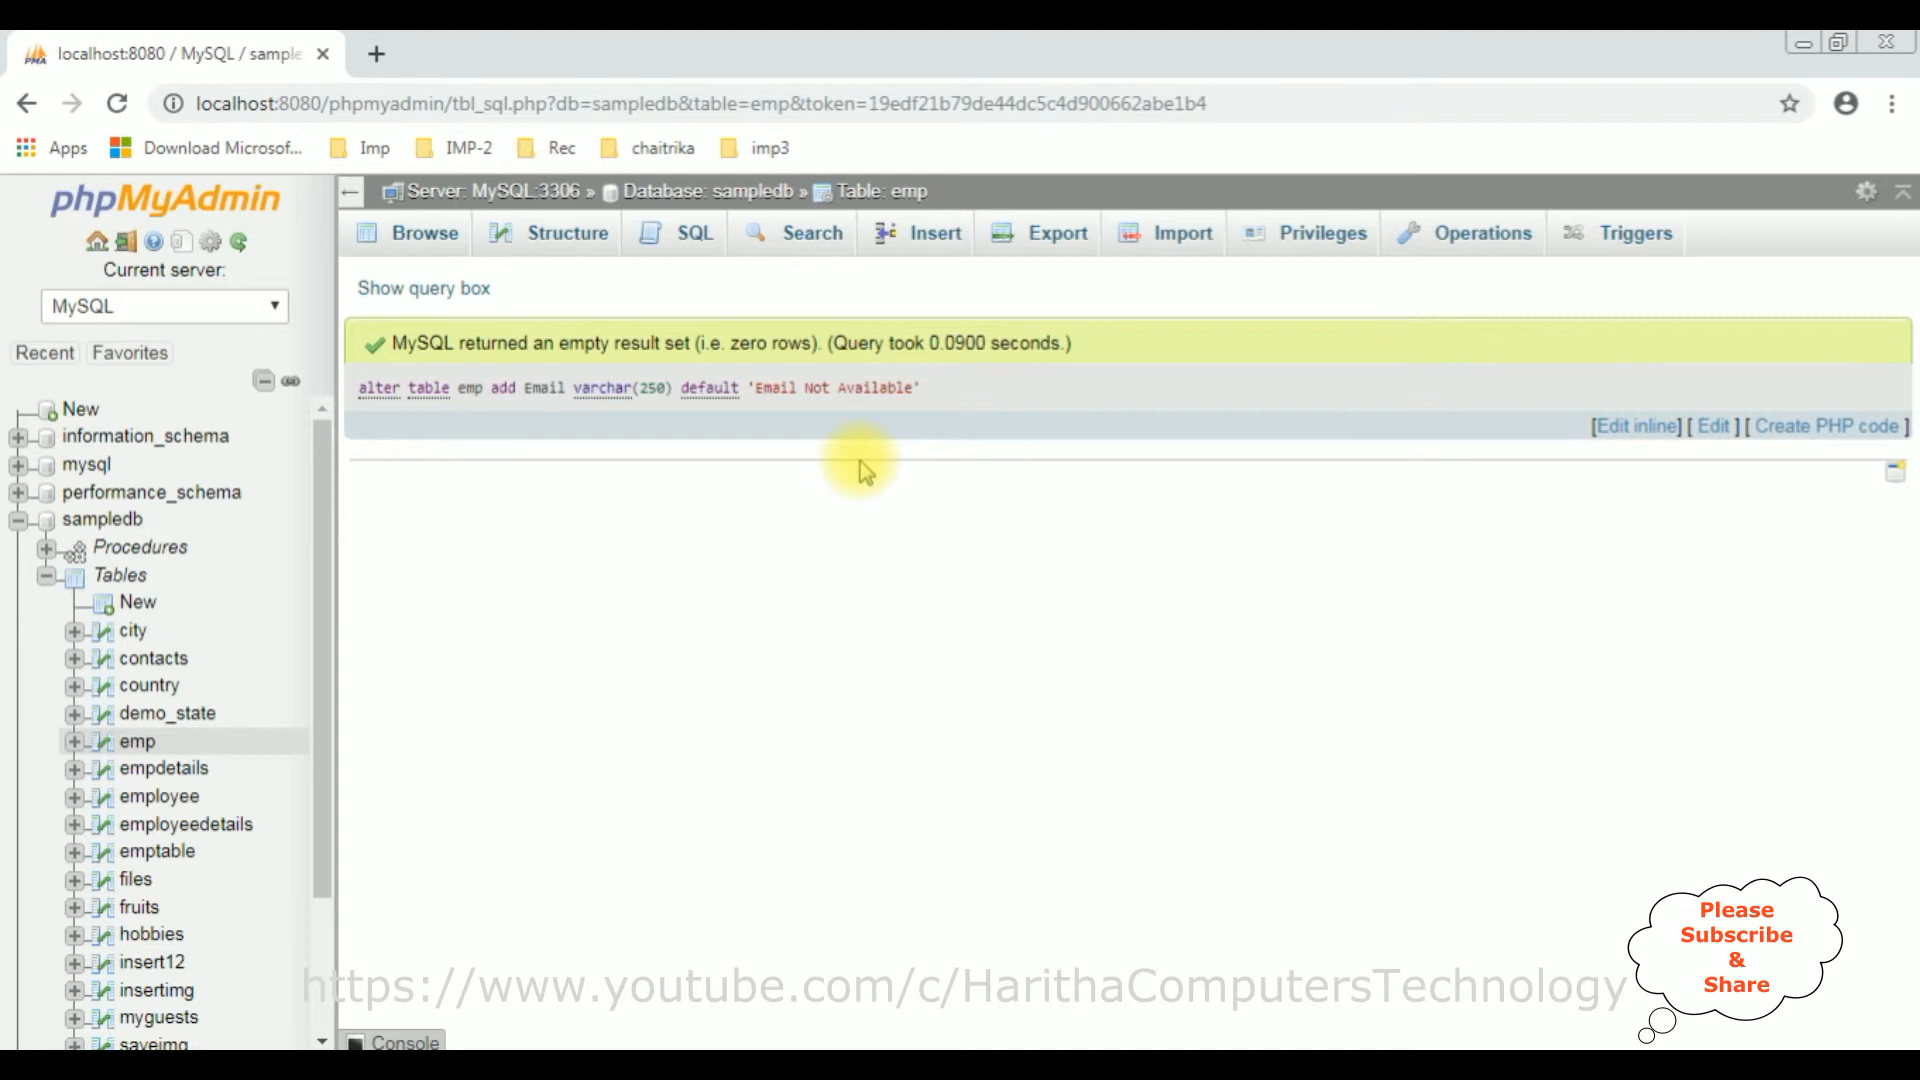 localhost:8080 / MySQL / sample
localhost:8080/phpmyadmin/tbl_sql.php?db=sampledb&table=emp&token=19edf21b79de44dc5c4d900662abe1b4
Apps Download Microsof... Imp IMP-2 Rec chaitrika imp3
phpMyAdmin
Current server:
MySQL
Recent Favorites
New
information_schema
mysql
performance_schema
sampledb
Procedures
Tables
New
city
contacts
country
demo_state
emp
empdetails
employee
employeedetails
emptable
files
fruits
hobbies
insert12
insertimg
myguests
saveimg
Server: MySQL:3306 » Database: sampledb » Table: emp
Browse Structure SQL Search Insert Export Import Privileges Operations Triggers
Show query box
MySQL returned an empty result set (i.e. zero rows). (Query took 0.0900 seconds.)
alter table emp add Email varchar(250) default 'Email Not Available'
[Edit inline] [ Edit ] [ Create PHP code ]
Please
Subscribe
&
Share
https://www.youtube.com/c/HarithaComputersTechnology
Console